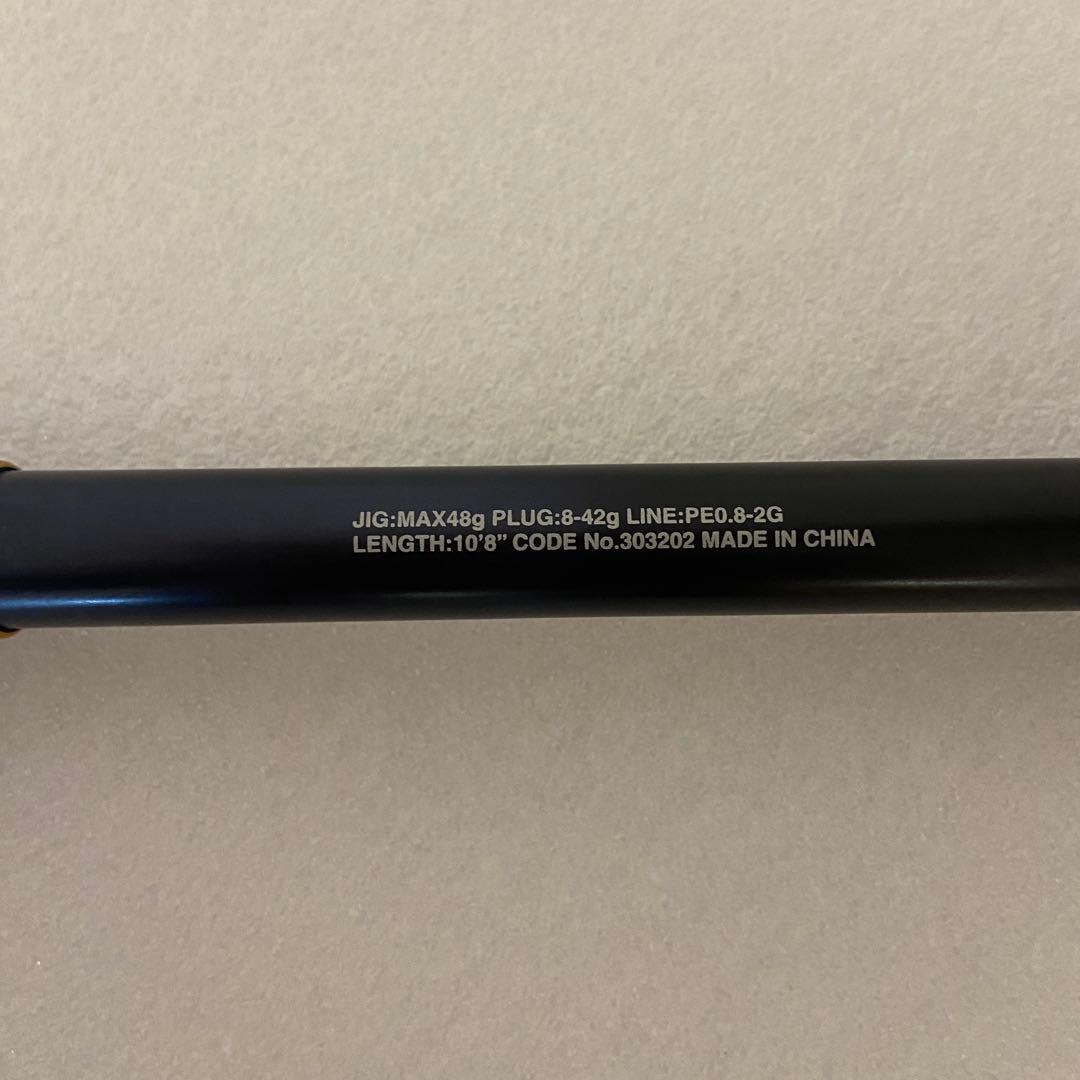 JIG:MAX48g PLUG:8-42g LINE:PE0.8-2G
LENGTH:10'8” CODE No.303202 MADE IN CHINA